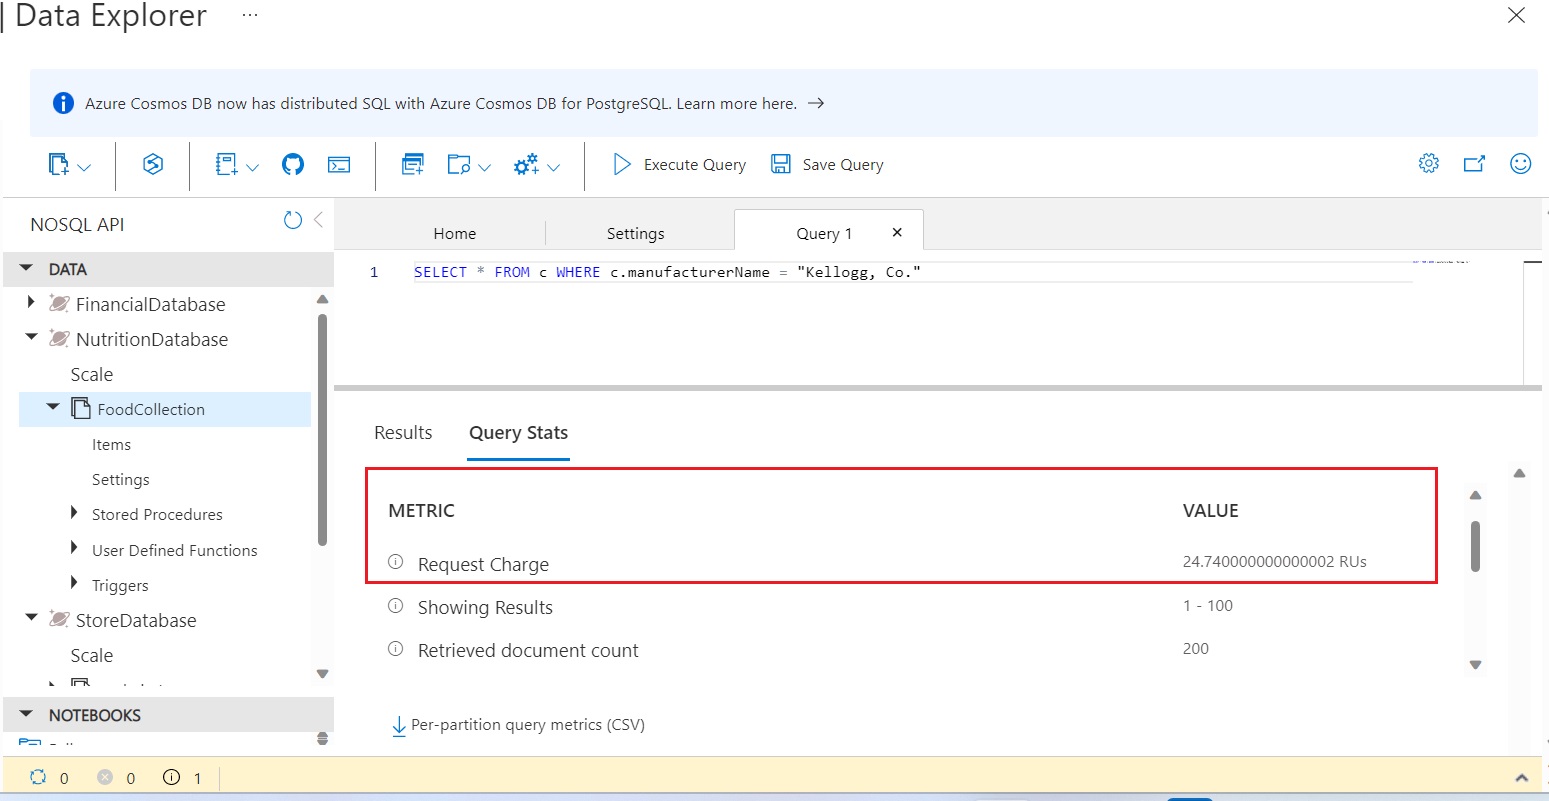 Data Explorer ...
Azure Cosmos DB now has distributed SQL with Azure Cosmos DB for PostgreSQL. Learn more here. →
Execute Query Save Query
NOSQL API
DATA
FinancialDatabase
NutritionDatabase
Scale
FoodCollection
Items
Settings
Stored Procedures
User Defined Functions
Triggers
StoreDatabase
Scale
NOTEBOOKS
Home Settings Query 1
1 SELECT * FROM c WHERE c.manufacturerName = "Kellogg, Co."
Results Query Stats
METRIC VALUE
Request Charge 24.740000000000002 RUs
Showing Results 1 - 100
Retrieved document count 200
Per-partition query metrics (CSV)
0 0 1